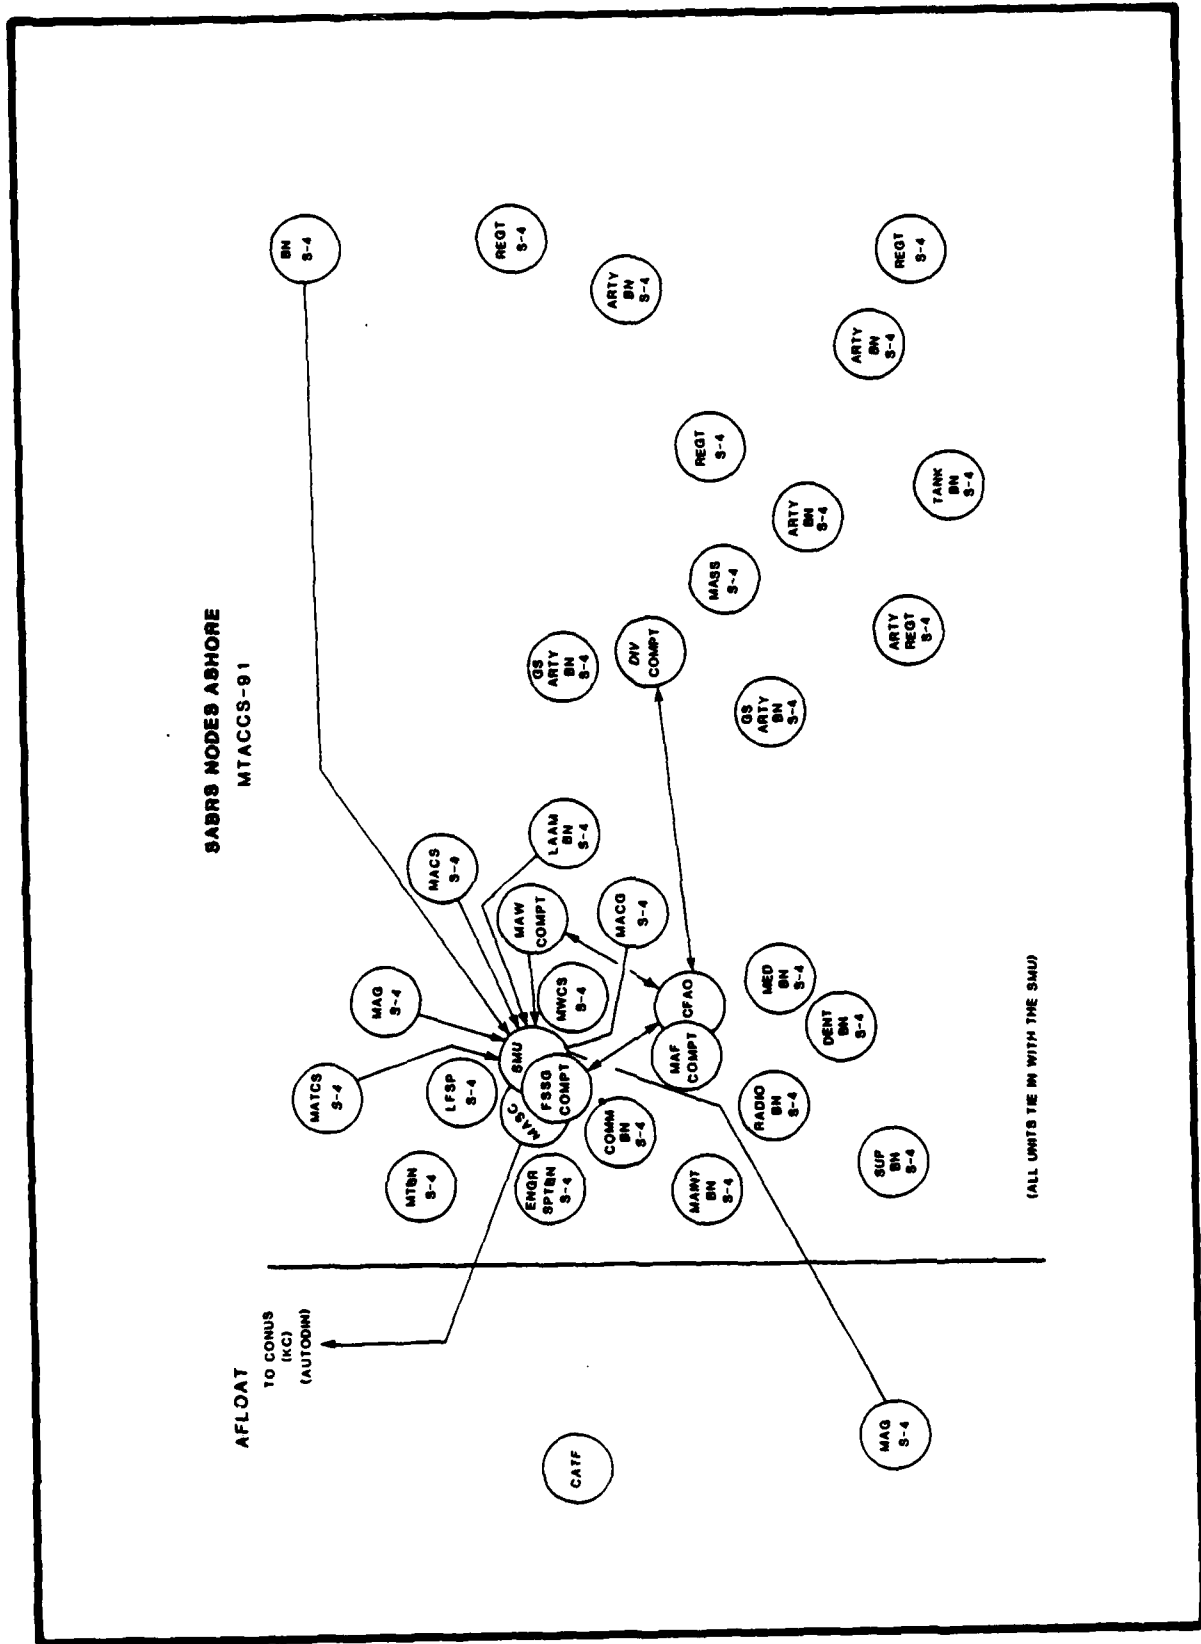 SABRS NODES ASHORE
MTACCS-91
AFLOAT
TO CONUS
(KC)
(AUTODIN)
BN
S-4
MATCS
S-4
MAG
S-4
MACS
S-4
MTBN
S-4
LFSP
S-4
REGT
S-4
ENGR
SPTBN
S-4
MASC
SMU
FSSG
COMPT
MAW
COMPT
LAAM
BN
S-4
GS
ARTY
BN
S-4
CATF
MWCS
S-4
COMM
BN
S-4
MACG
S-4
DIV
COMPT
ARTY
BN
S-4
MAINT
BN
S-4
MAF
COMPT
CFAO
MASS
S-4
REGT
S-4
RADIO
BN
S-4
MED
BN
S-4
GS
ARTY
BN
S-4
ARTY
BN
S-4
DENT
BN
S-4
ARTY
BN
S-4
MAG
S-4
SUP
BN
S-4
ARTY
REGT
S-4
TANK
BN
S-4
REGT
S-4
(ALL UNITS TIE IN WITH THE SMU)